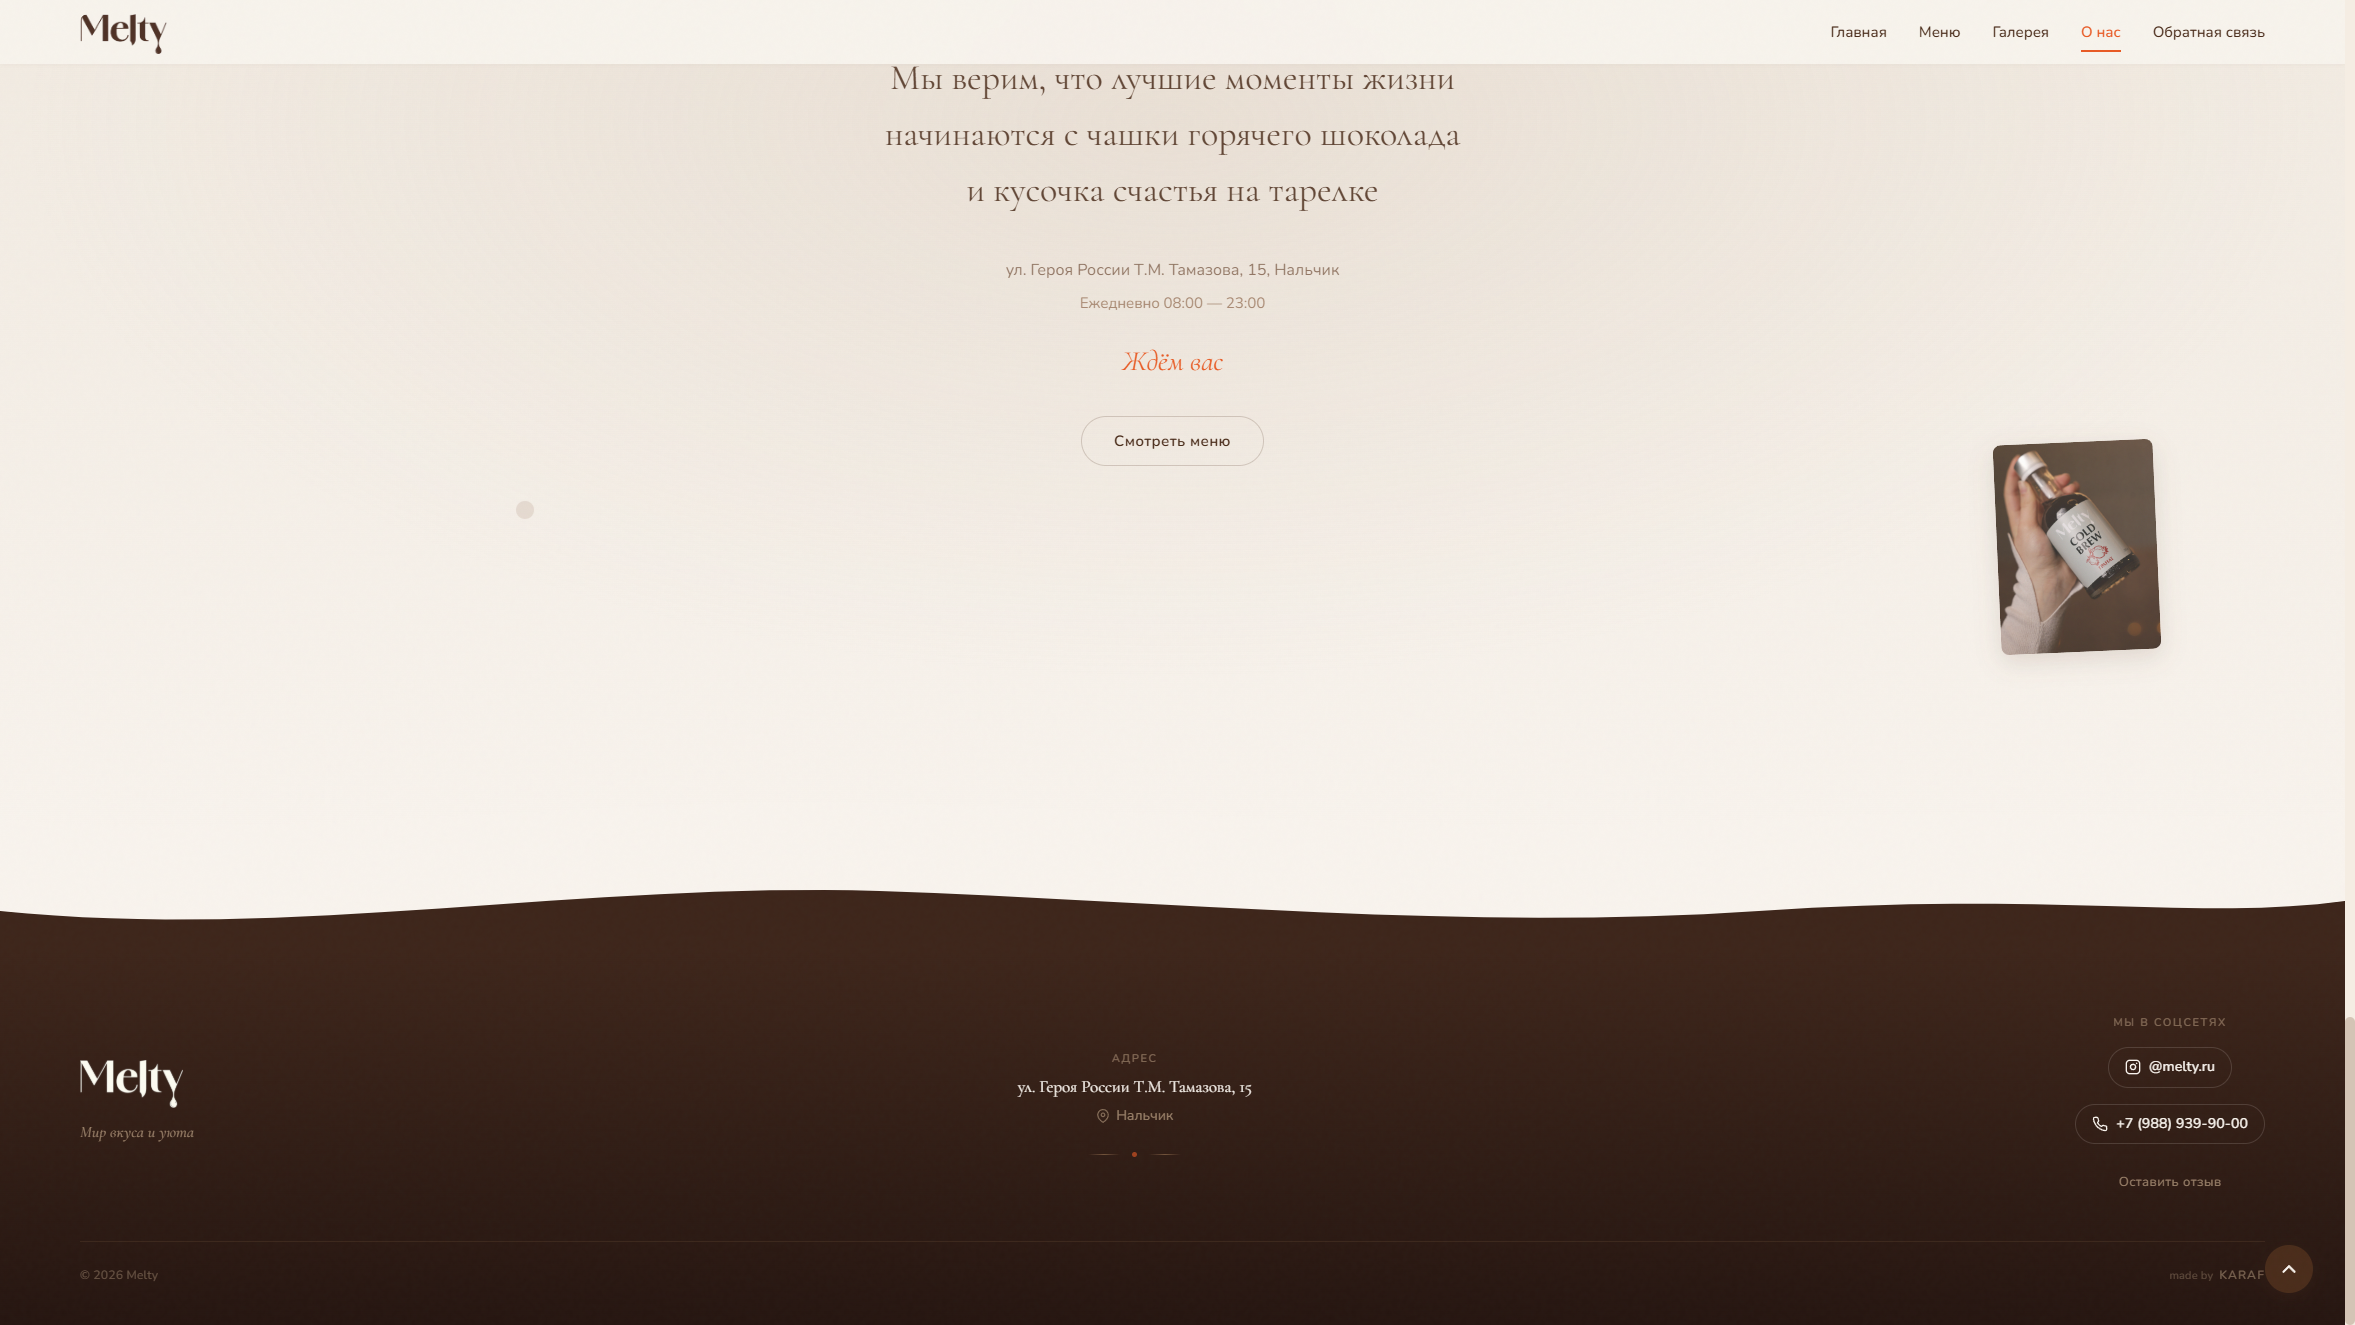 Melty
Главная Меню Галерея О нас Обратная связь
Мы верим, что лучшие моменты жизни
начинаются с чашки горячего шоколада
и кусочка счастья на тарелке
ул. Героя России Т.М. Тамазова, 15, Нальчик
Ежедневно 08:00 — 23:00
Ждём вас
Смотреть меню
Melty
COLD
BREW
Melty
Мир вкуса и уюта
АДРЕС
ул. Героя России Т.М. Тамазова, 15
Нальчик
МЫ В СОЦСЕТЯХ
@melty.ru
+7 (988) 939-90-00
Оставить отзыв
© 2026 Melty
made by KARAF